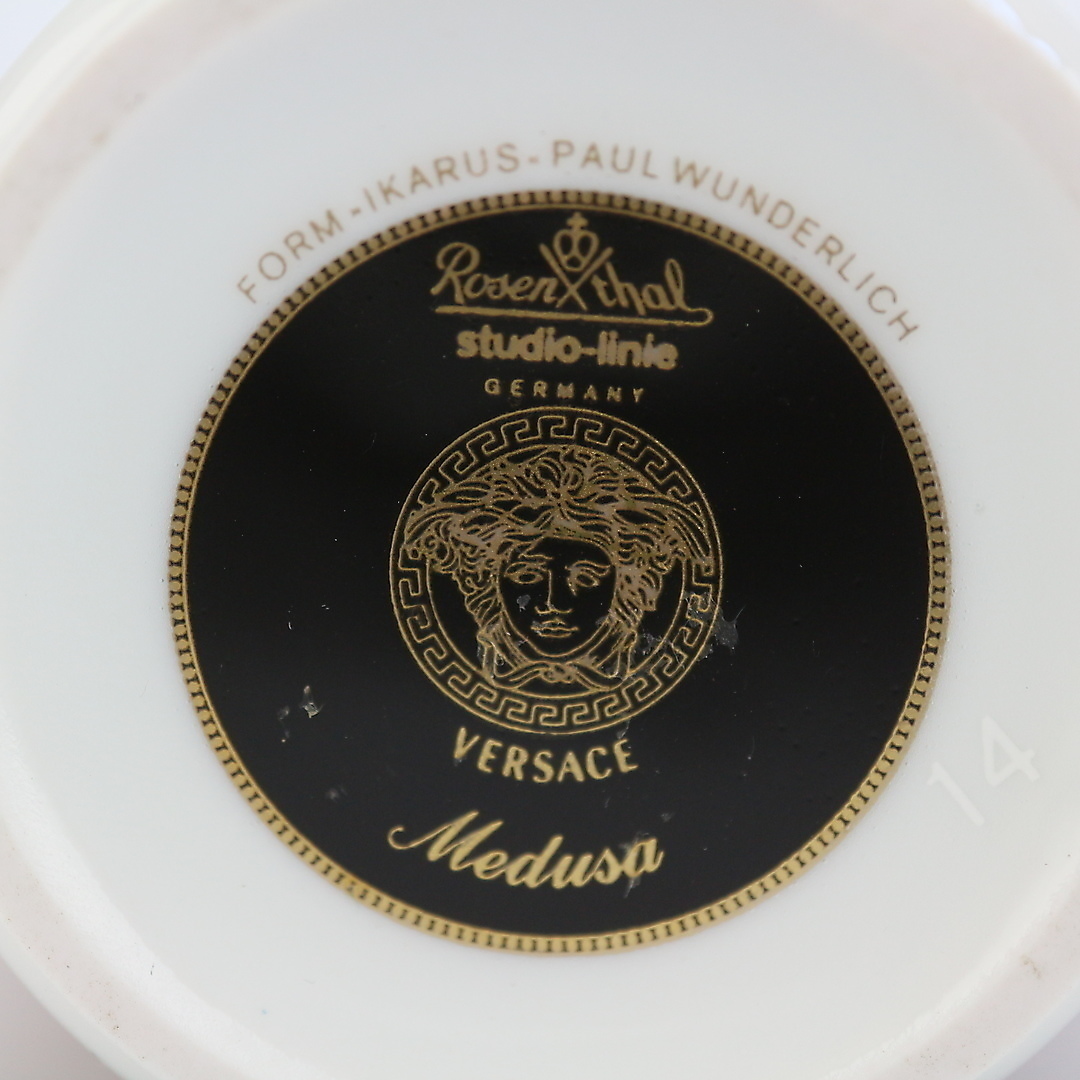 FORM-IKARUS-PAUL WUNDERLICH
Rosenthal
studio-linie
GERMANY
VERSACE
Medusa
14